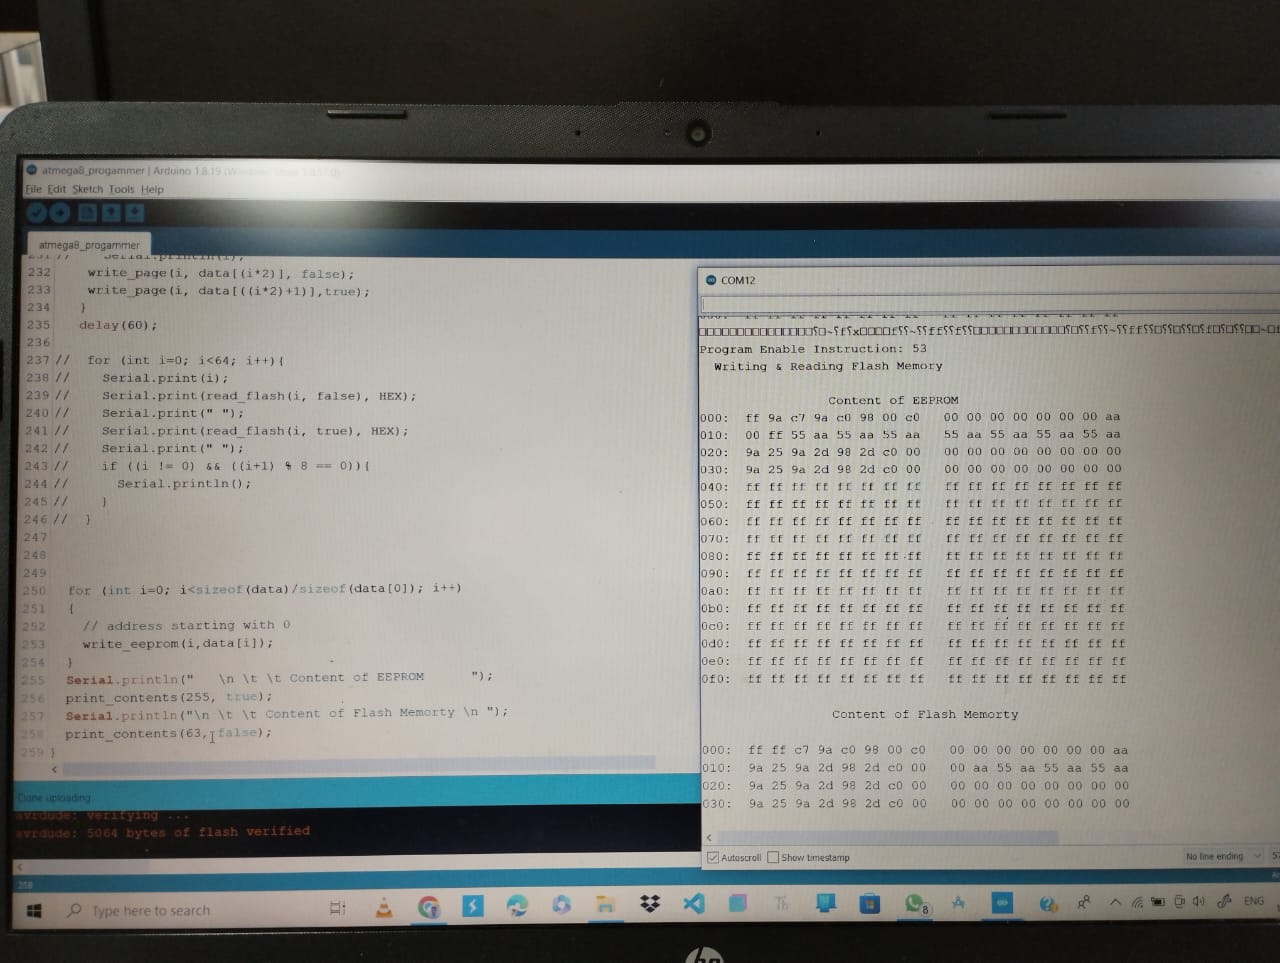 atmega8_progammer | Arduino 1.8.19
File Edit Sketch Tools Help
atmega8_progammer
232 write_page(i, data[(i*2)], false);
233 write_page(i, data[((i*2)+1)],true);
234 }
235 delay(60);
236
237 // for (int i=0; i<64; i++){
238 // Serial.print(i);
239 // Serial.print(read_flash(i, false), HEX);
240 // Serial.print(" ");
241 // Serial.print(read_flash(i, true), HEX);
242 // Serial.print(" ");
243 // if ((i != 0) && ((i+1) % 8 == 0)){
244 // Serial.println();
245 // }
246 // }
247
248
249
250 for (int i=0; i<sizeof(data)/sizeof(data[0]); i++)
251 {
252 // address starting with 0
253 write_eeprom(i,data[i]);
254 }
255 Serial.println(" \n \t \t Content of EEPROM ");
256 print_contents(255, true);
257 Serial.println("\n \t \t Content of Flash Memorty \n ");
258 print_contents(63, false);
259 }
Done uploading.
avrdude: verifying ...
avrdude: 5064 bytes of flash verified
258
COM12
Program Enable Instruction: 53
Writing & Reading Flash Memory
Content of EEPROM
000: ff 9a c7 9a c0 98 00 c0 00 00 00 00 00 00 00 aa
010: 00 ff 55 aa 55 aa 55 aa 55 aa 55 aa 55 aa 55 aa
020: 9a 25 9a 2d 98 2d c0 00 00 00 00 00 00 00 00 00
030: 9a 25 9a 2d 98 2d c0 00 00 00 00 00 00 00 00 00
040: ff ff ff ff ff ff ff ff ff ff ff ff ff ff ff ff
050: ff ff ff ff ff ff ff ff ff ff ff ff ff ff ff ff
060: ff ff ff ff ff ff ff ff ff ff ff ff ff ff ff ff
070: ff ff ff ff ff ff ff ff ff ff ff ff ff ff ff ff
080: ff ff ff ff ff ff ff ff ff ff ff ff ff ff ff ff
090: ff ff ff ff ff ff ff ff ff ff ff ff ff ff ff ff
0a0: ff ff ff ff ff ff ff ff ff ff ff ff ff ff ff ff
0b0: ff ff ff ff ff ff ff ff ff ff ff ff ff ff ff ff
0c0: ff ff ff ff ff ff ff ff ff ff ff ff ff ff ff ff
0d0: ff ff ff ff ff ff ff ff ff ff ff ff ff ff ff ff
0e0: ff ff ff ff ff ff ff ff ff ff ff ff ff ff ff ff
0f0: ff ff ff ff ff ff ff ff ff ff ff ff ff ff ff ff
Content of Flash Memorty
000: ff ff c7 9a c0 98 00 c0 00 00 00 00 00 00 00 aa
010: 9a 25 9a 2d 98 2d c0 00 00 aa 55 aa 55 aa 55 aa
020: 9a 25 9a 2d 98 2d c0 00 00 00 00 00 00 00 00 00
030: 9a 25 9a 2d 98 2d c0 00 00 00 00 00 00 00 00 00
Autoscroll Show timestamp No line ending
Type here to search
Th
8
ENG
hp